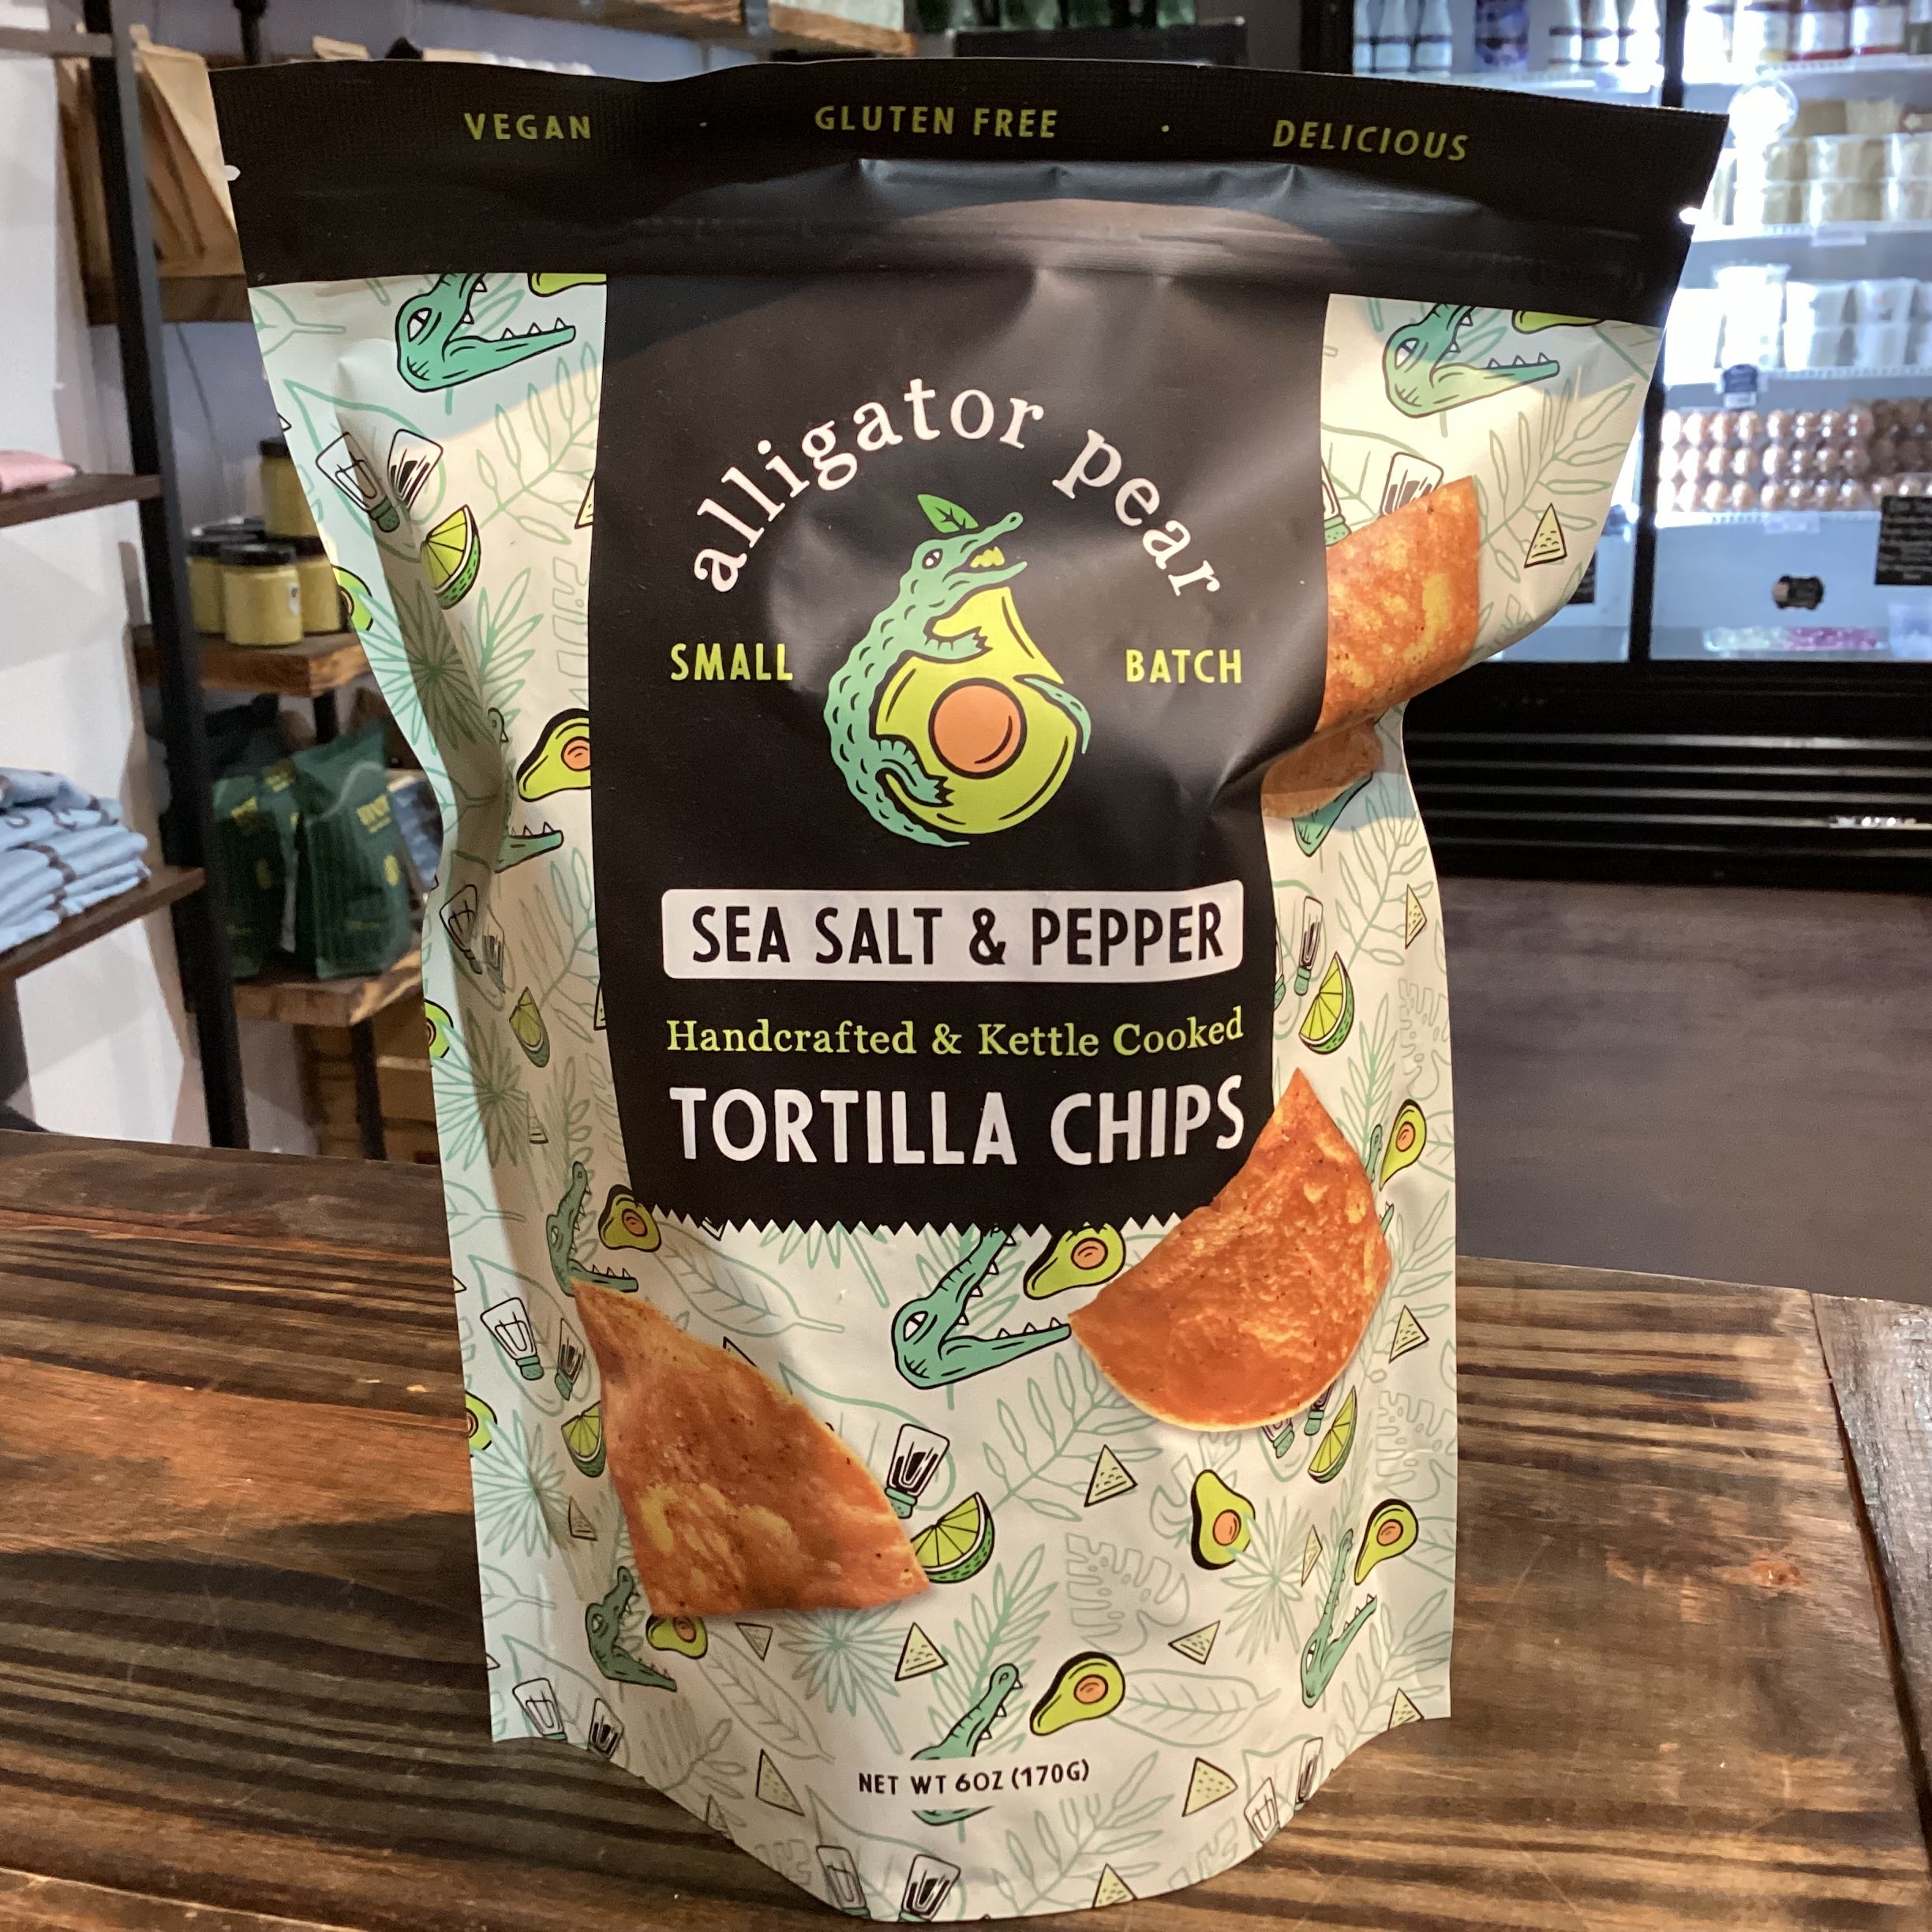 VEGAN · GLUTEN FREE · DELICIOUS
alligator pear
SMALL BATCH
SEA SALT & PEPPER
Handcrafted & Kettle Cooked
TORTILLA CHIPS
NET WT 6OZ (170G)